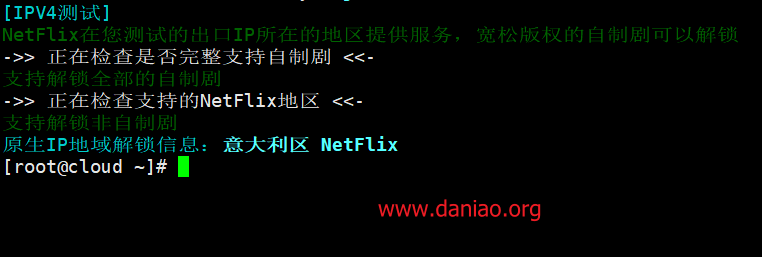 [IPV4测试]
NetFlix在您测试的出口IP所在的地区提供服务，宽松版权的自制剧可以解锁
->> 正在检查是否完整支持自制剧 <<-
支持解锁全部的自制剧
->> 正在检查支持的NetFlix地区 <<-
支持解锁非自制剧
原生IP地域解锁信息：意大利区 NetFlix
[root@cloud ~]#
www.daniao.org